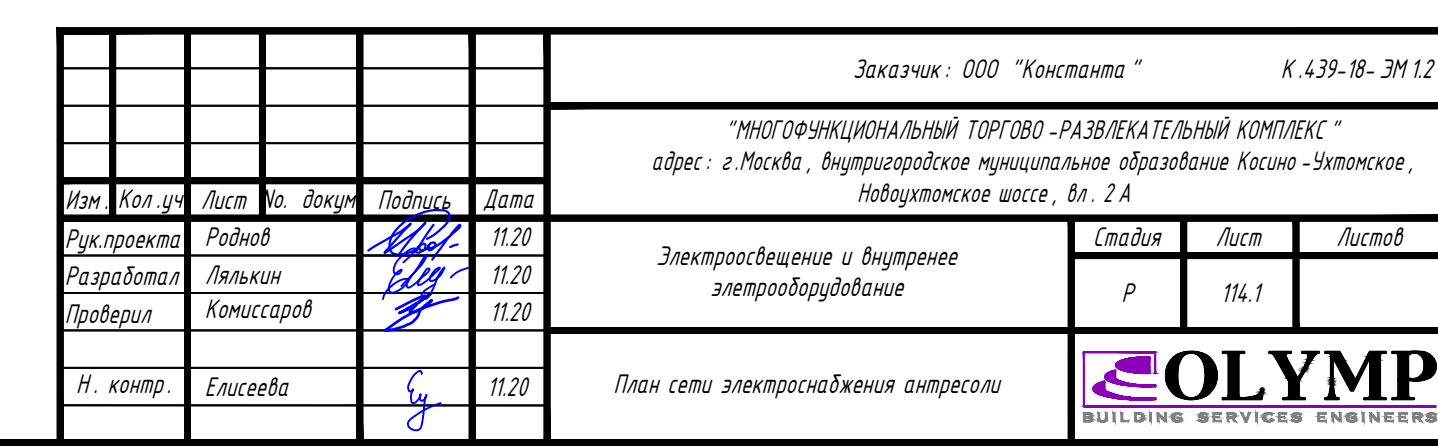 Заказчик: ООО "Константа" К.439-18- ЭМ 1.2
"МНОГОФУНКЦИОНАЛЬНЫЙ ТОРГОВО-РАЗВЛЕКАТЕЛЬНЫЙ КОМПЛЕКС"
адрес: г.Москва, внутригородское муниципальное образование Косино-Ухтомское,
Новоухтомское шоссе, вл. 2 А
Изм. Кол.уч Лист No. докум Подпись Дата
Рук.проекта Роднов 11.20
Разработал Лялькин 11.20
Проверил Комиссаров 11.20
Н. контр. Елисеева 11.20
Электроосвещение и внутренее
элетрооборудование
Стадия Лист Листов
Р 114.1
План сети электроснабжения антресоли
OLYMP
BUILDING SERVICES ENGINEERS